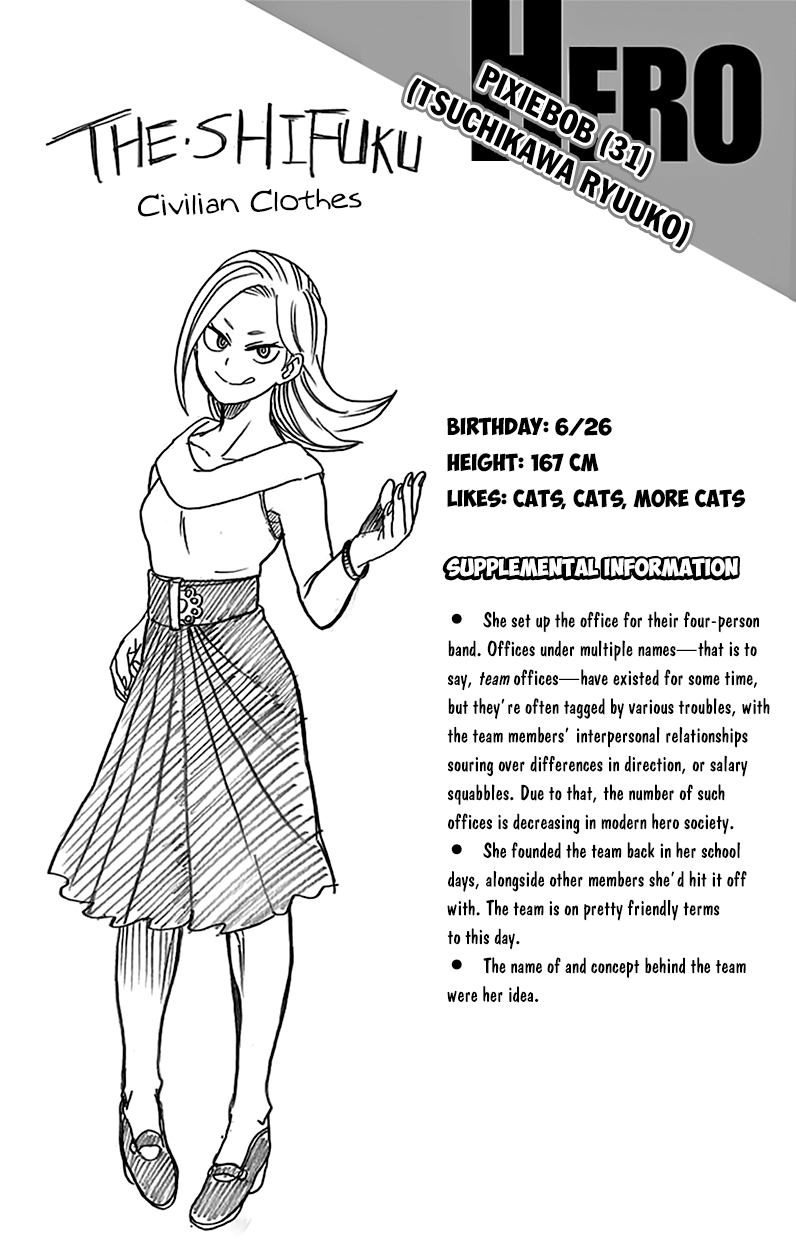 HERO
PIXIEBOB (31)
(TSUCHIKAWA RYUUKO)
THE·SHIFUKU
Civilian Clothes
BIRTHDAY: 6/26
HEIGHT: 167 CM
LIKES: CATS, CATS, MORE CATS
SUPPLEMENTAL INFORMATION
● She set up the office for their four-person
band. Offices under multiple names—that is to
say, team offices—have existed for some time,
but they're often tagged by various troubles, with
the team members' interpersonal relationships
souring over differences in direction, or salary
squabbles. Due to that, the number of such
offices is decreasing in modern hero society.
● She founded the team back in her school
days, alongside other members she'd hit it off
with. The team is on pretty friendly terms
to this day.
● The name of and concept behind the team
were her idea.